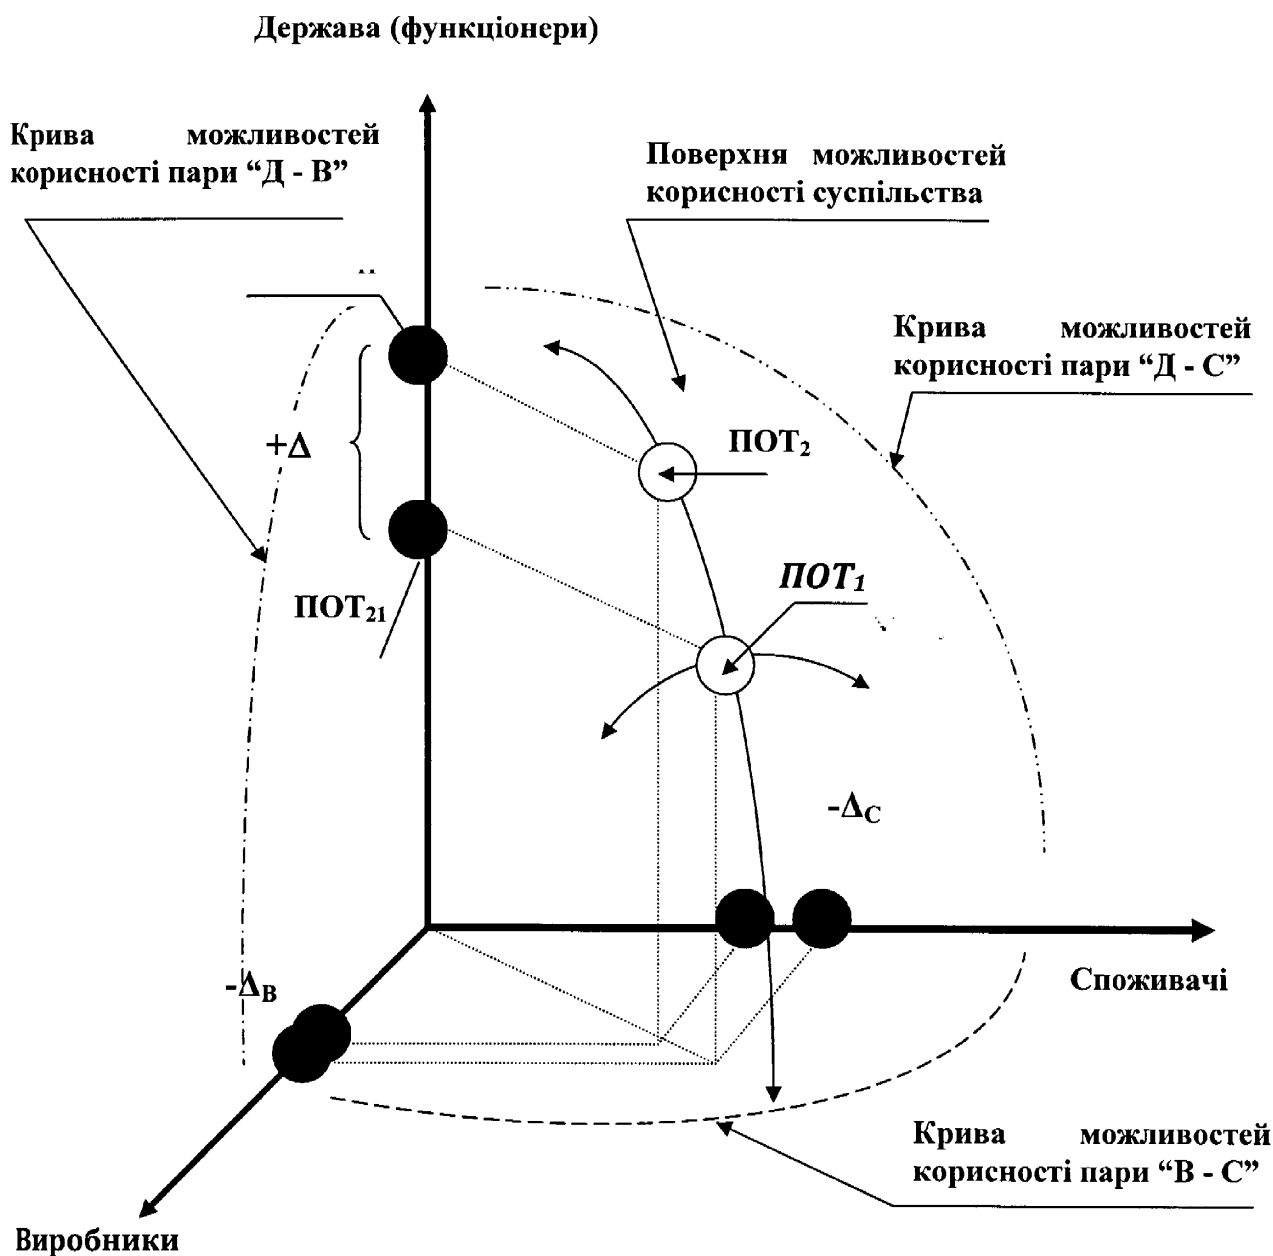 Держава (функціонери)
Крива можливостей
корисності пари “Д - В”
Поверхня можливостей
корисності суспільства
Крива можливостей
корисності пари “Д - С”
+Δ
ПОТ₂
ПОТ₁
ПОТ₂₁
-Δ_C
-Δ_B
Споживачі
Крива можливостей
корисності пари “В - С”
Виробники